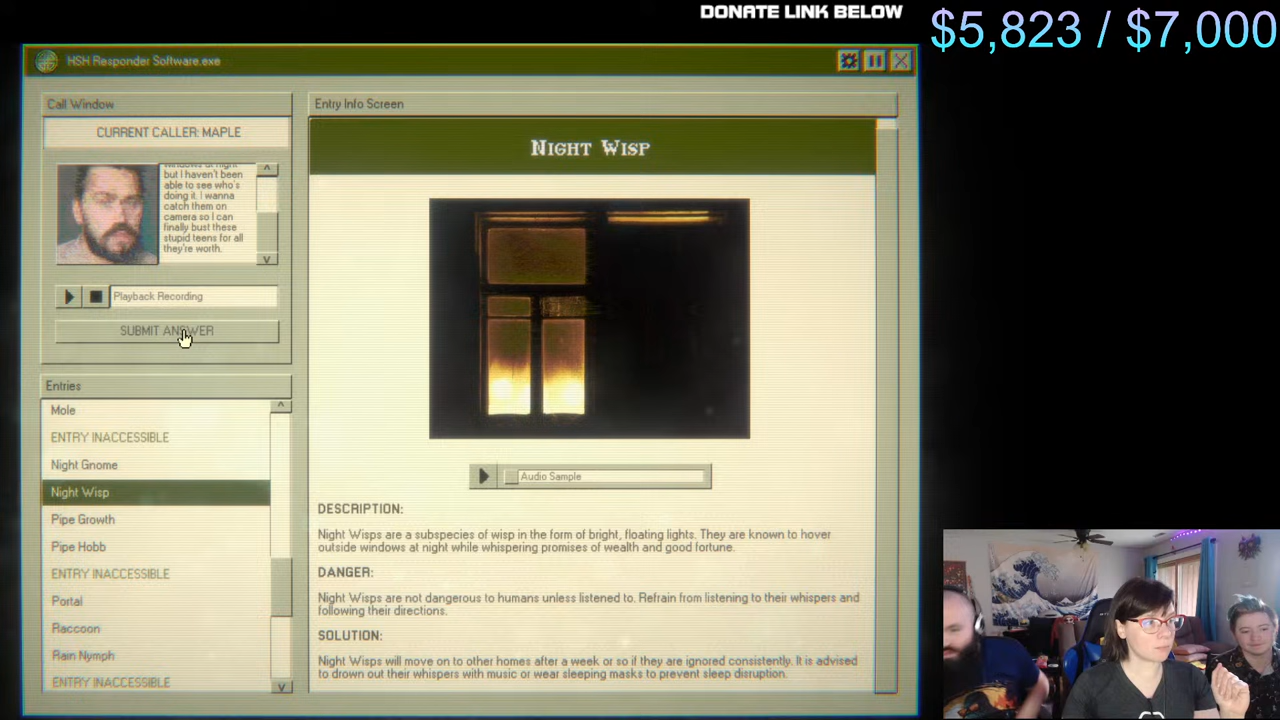 DONATE LINK BELOW
$5,823 / $7,000
HSH Responder Software.exe
Call Window
CURRENT CALLER: MAPLE
windows at night
but I haven't been
able to see who's
doing it. I wanna
catch them on
camera so I can
finally bust these
stupid teens for all
they're worth.
Playback Recording
SUBMIT ANSWER
Entries
Mole
ENTRY INACCESSIBLE
Night Gnome
Night Wisp
Pipe Growth
Pipe Hobb
ENTRY INACCESSIBLE
Portal
Raccoon
Rain Nymph
ENTRY INACCESSIBLE
Entry Info Screen
Night Wisp
Audio Sample
DESCRIPTION:
Night Wisps are a subspecies of wisp in the form of bright, floating lights. They are known to hover
outside windows at night while whispering promises of wealth and good fortune.
DANGER:
Night Wisps are not dangerous to humans unless listened to. Refrain from listening to their whispers and
following their directions.
SOLUTION:
Night Wisps will move on to other homes after a week or so if they are ignored consistently. It is advised
to drown out their whispers with music or wear sleeping masks to prevent sleep disruption.